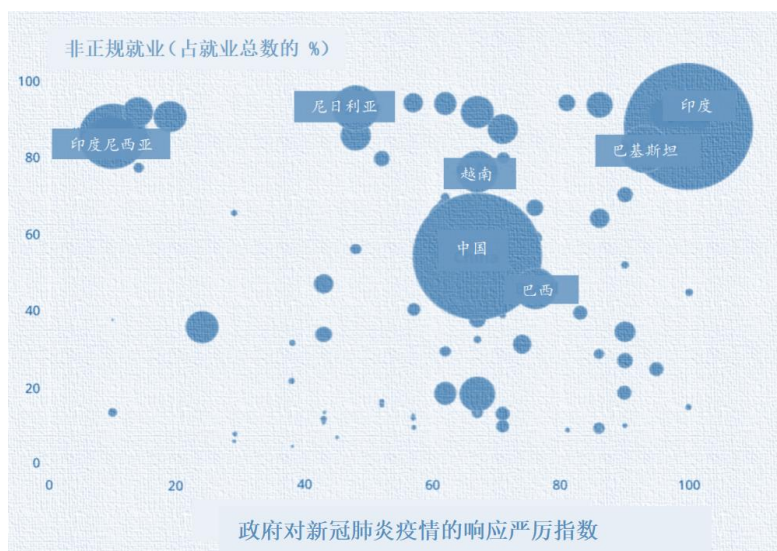 非正规就业(占就业总数的 %)
100
尼日利亚
印度
印度尼西亚
巴基斯坦
80
越南
60
中国
巴西
40
20
0
0 20 40 60 80 100
政府对新冠肺炎疫情的响应严厉指数